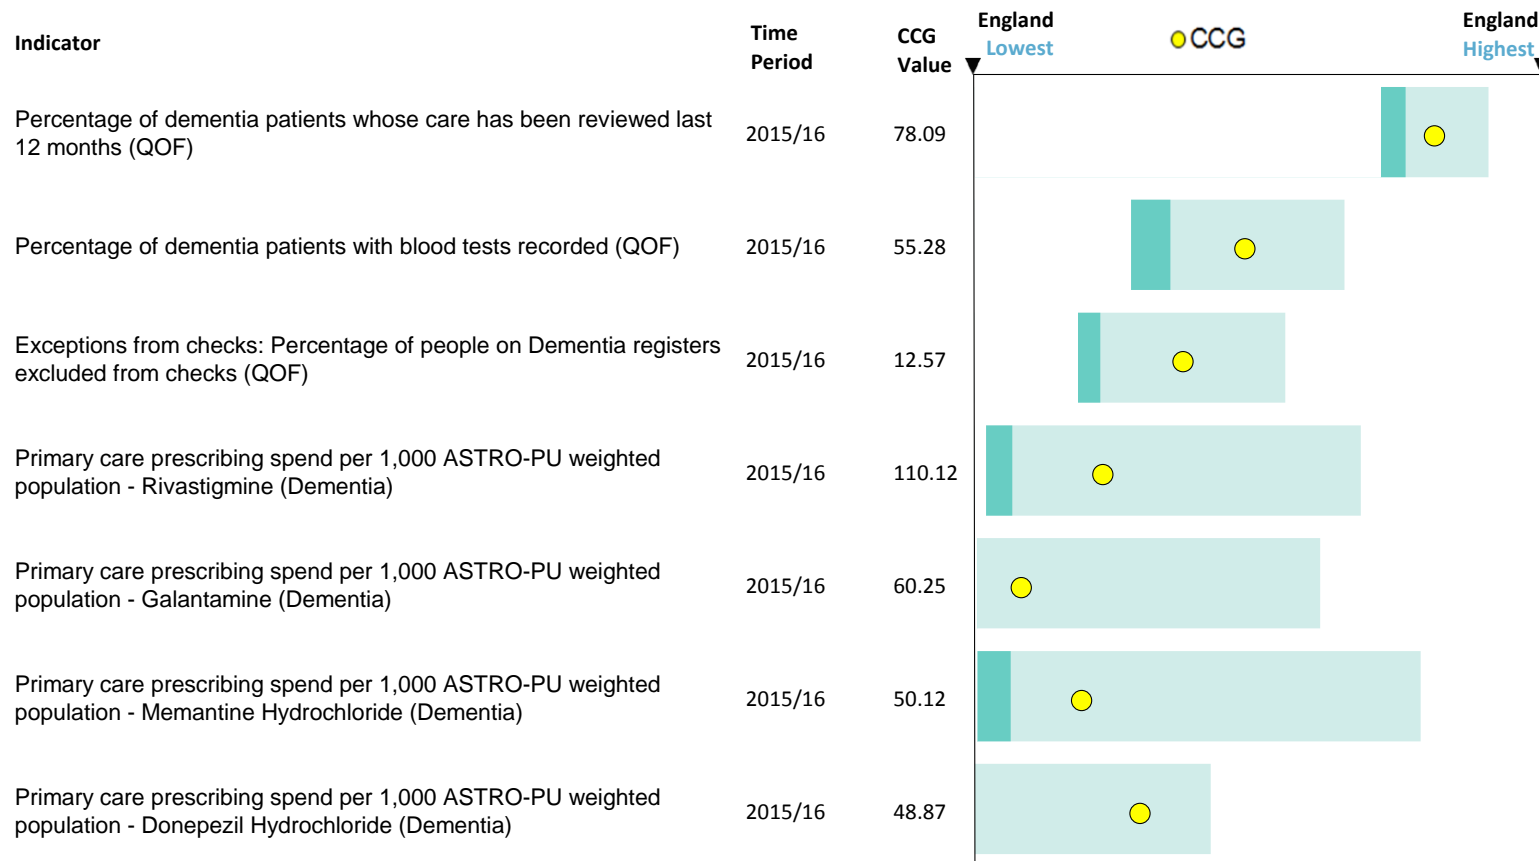 Indicator
Time
Period
CCG
Value
England
Lowest
CCG
England
Highest
Percentage of dementia patients whose care has been reviewed last
12 months (QOF)
2015/16
78.09
Percentage of dementia patients with blood tests recorded (QOF)
2015/16
55.28
Exceptions from checks: Percentage of people on Dementia registers
excluded from checks (QOF)
2015/16
12.57
Primary care prescribing spend per 1,000 ASTRO-PU weighted
population - Rivastigmine (Dementia)
2015/16
110.12
Primary care prescribing spend per 1,000 ASTRO-PU weighted
population - Galantamine (Dementia)
2015/16
60.25
Primary care prescribing spend per 1,000 ASTRO-PU weighted
population - Memantine Hydrochloride (Dementia)
2015/16
50.12
Primary care prescribing spend per 1,000 ASTRO-PU weighted
population - Donepezil Hydrochloride (Dementia)
2015/16
48.87